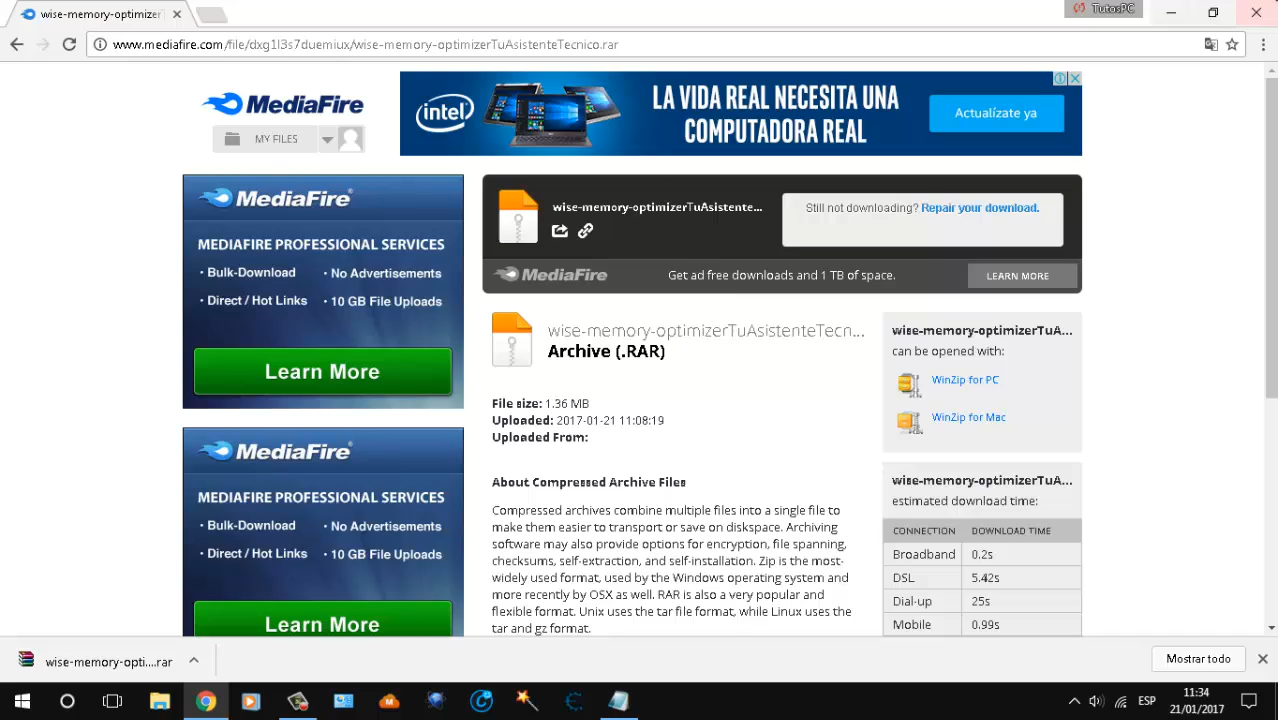 wise-memory-optimizer
TutosPC
www.mediafire.com/file/dxg1l3s7duemiux/wise-memory-optimizerTuAsistenteTecnico.rar
MediaFire
MY FILES
intel
LA VIDA REAL NECESITA UNA
COMPUTADORA REAL
Actualízate ya
MediaFire®
MEDIAFIRE PROFESSIONAL SERVICES
· Bulk-Download · No Advertisements
· Direct / Hot Links · 10 GB File Uploads
Learn More
MediaFire®
MEDIAFIRE PROFESSIONAL SERVICES
· Bulk-Download · No Advertisements
· Direct / Hot Links · 10 GB File Uploads
Learn More
wise-memory-optimizerTuAsistente...
Still not downloading? Repair your download.
MediaFire Get ad free downloads and 1 TB of space. LEARN MORE
wise-memory-optimizerTuAsistenteTecn...
Archive (.RAR)
File size: 1.36 MB
Uploaded: 2017-01-21 11:08:19
Uploaded From:
About Compressed Archive Files
Compressed archives combine multiple files into a single file to
make them easier to transport or save on diskspace. Archiving
software may also provide options for encryption, file spanning,
checksums, self-extraction, and self-installation. Zip is the most-
widely used format, used by the Windows operating system and
more recently by OSX as well. RAR is also a very popular and
flexible format. Unix uses the tar file format, while Linux uses the
tar and gz format.
wise-memory-optimizerTuA...
can be opened with:
WinZip for PC
WinZip for Mac
wise-memory-optimizerTuA...
estimated download time:
CONNECTION DOWNLOAD TIME
Broadband 0.2s
DSL 5.42s
Dial-up 25s
Mobile 0.99s
wise-memory-opti....rar
Mostrar todo
ESP
11:34
21/01/2017